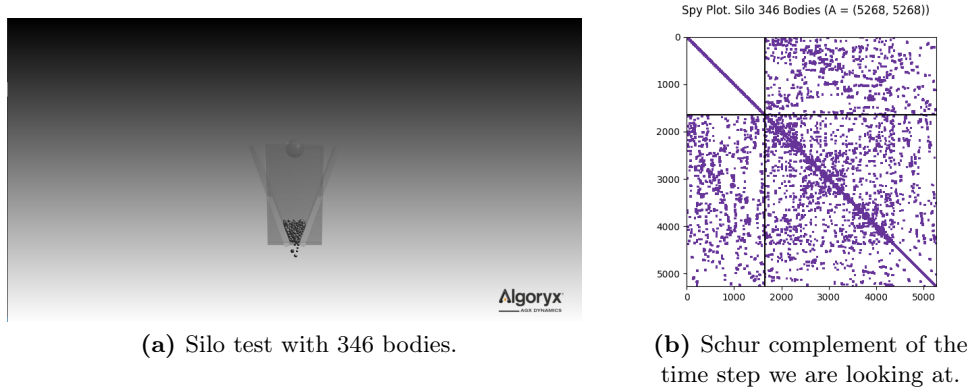 Algoryx
AGX DYNAMICS
(a) Silo test with 346 bodies.
Spy Plot. Silo 346 Bodies (A = (5268, 5268))
0
1000
2000
3000
4000
5000
0 1000 2000 3000 4000 5000
(b) Schur complement of the
time step we are looking at.